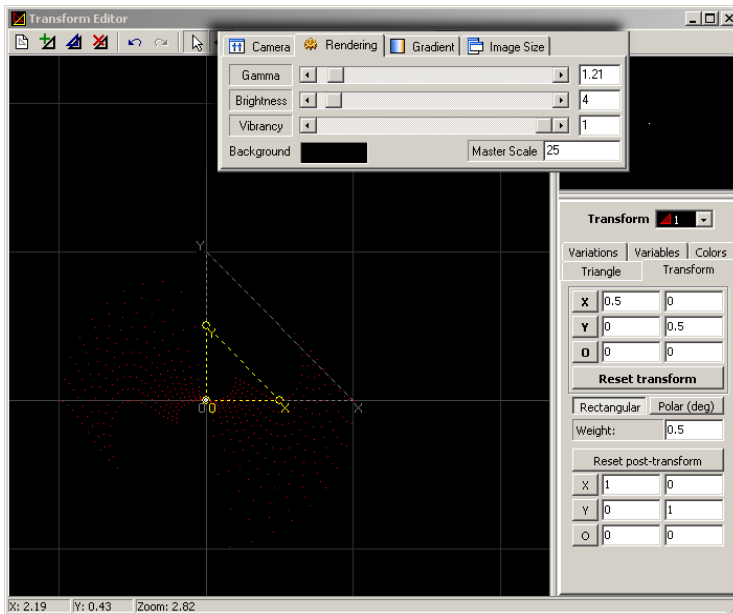 Transform Editor
Camera Rendering Gradient Image Size
Gamma 1.21
Brightness 4
Vibrancy 1
Background Master Scale 25
Transform 1
Variations Variables Colors
Triangle Transform
X 0.5 0
Y 0 0.5
O 0 0
Reset transform
Rectangular Polar (deg)
Weight: 0.5
Reset post-transform
X 1 0
Y 0 1
O 0 0
Y
Y
O O X X
X: 2.19 Y: 0.43 Zoom: 2.82